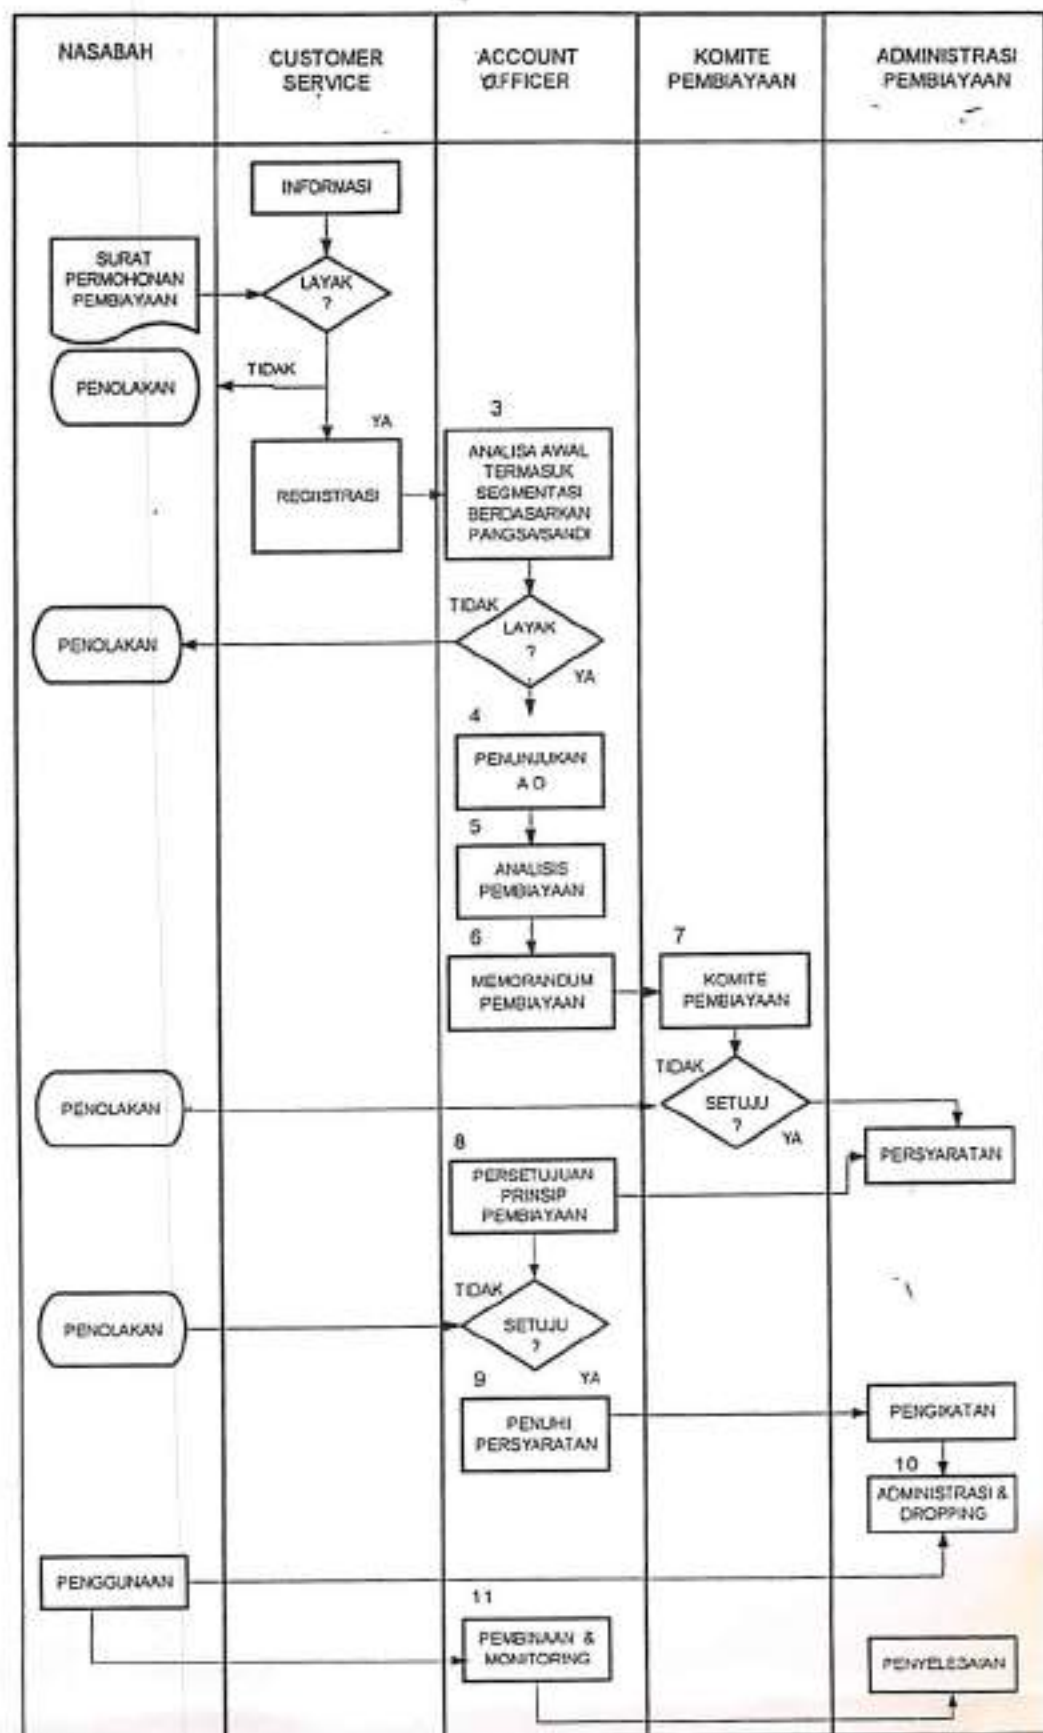 NASABAH
CUSTOMER
SERVICE
ACCOUNT
OFFICER
KOMITE
PEMBIAYAAN
ADMINISTRASI
PEMBIAYAAN
INFORMASI
SURAT
PERMOHONAN
PEMBIAYAAN
LAYAK
?
TIDAK
PENOLAKAN
YA
REGIISTRASI
3
ANALISA AWAL
TERMASUK
SEGMENTASI
BERDASARKAN
PANGSA/SANDI
TIDAK
LAYAK
?
YA
PENOLAKAN
4
PENUNJUKAN
A O
5
ANALISIS
PEMBIAYAAN
6
MEMORANDUM
PEMBIAYAAN
7
KOMITE
PEMBIAYAAN
TIDAK
SETUJU
?
YA
PENOLAKAN
PERSYARATAN
8
PERSETUJUAN
PRINSIP
PEMBIAYAAN
TIDAK
SETUJU
?
YA
PENOLAKAN
9
PENUHI
PERSYARATAN
PENGIKATAN
10
ADMINISTRASI &
DROPPING
PENGGUNAAN
11
PEMBINAAN &
MONITORING
PENYELESAIAN